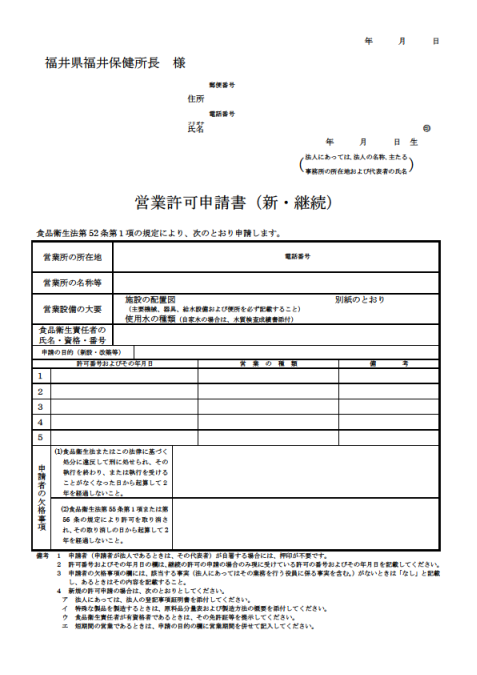 年 月 日
福井県福井保健所長 様
郵便番号
住所
電話番号
フリガナ
氏名 ㊞
年 月 日 生
(法人にあっては、法人の名称、主たる
事務所の所在地および代表者の氏名)
営業許可申請書（新・継続）
食品衛生法第52条第1項の規定により、次のとおり申請します。
営業所の所在地 電話番号
営業所の名称等
営業設備の大要 施設の配置図 別紙のとおり
（主要機械、器具、給水設備および便所を必ず記載すること）
使用水の種類（自家水の場合は、水質検査成績書添付）
食品衛生責任者の
氏名・資格・番号
申請の目的（新設・改築等）
許可番号およびその年月日 営業の種類 備考
1
2
3
4
5
申請者の欠格事項
(1)食品衛生法またはこの法律に基づく
処分に違反して刑に処せられ、その
執行を終わり、または執行を受ける
ことがなくなった日から起算して2
年を経過しないこと。
(2)食品衛生法第55条第1項または第
56条の規定により許可を取り消さ
れ、その取り消しの日から起算して2
年を経過しないこと。
備考 1 申請者（申請者が法人であるときは、その代表者）が自署する場合には、押印が不要です。
2 許可番号およびその年月日の欄は、継続の許可の申請の場合のみ現に受けている許可の番号およびその年月日を記載してください。
3 申請者の欠格事項の欄には、該当する事実（法人にあってはその業務を行う役員に係る事実を含む。）がないときは「なし」と記載
し、あるときはその内容を記載すること。
4 新規の許可申請の場合は、次のとおりとしてください。
ア 法人にあっては、法人の登記事項証明書を添付してください。
イ 特殊な製品を製造するときは、原料品分量表および製造方法の概要を添付してください。
ウ 食品衛生責任者が有資格者であるときは、その免許証等を提示してください。
エ 短期間の営業であるときは、申請の目的の欄に営業期間を併せて記入してください。